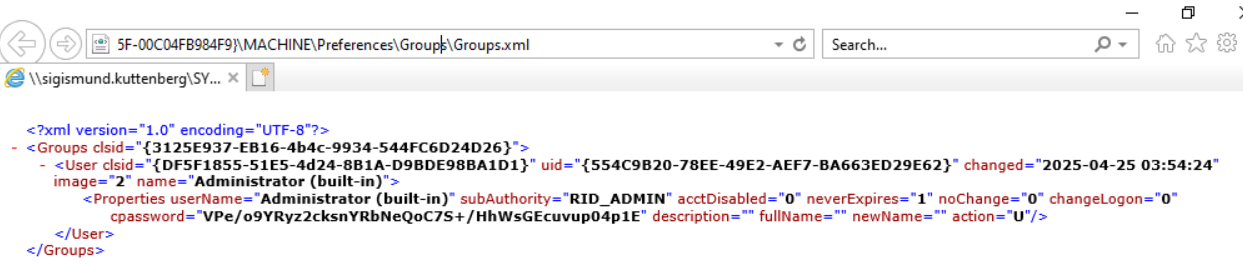 5F-00C04FB984F9}\MACHINE\Preferences\Groups\Groups.xml Search...
\\sigismund.kuttenberg\SY...
<?xml version="1.0" encoding="UTF-8"?>
- <Groups clsid="{3125E937-EB16-4b4c-9934-544FC6D24D26}">
- <User clsid="{DF5F1855-51E5-4d24-8B1A-D9BDE98BA1D1}" uid="{554C9B20-78EE-49E2-AEF7-BA663ED29E62}" changed="2025-04-25 03:54:24"
image="2" name="Administrator (built-in)">
<Properties userName="Administrator (built-in)" subAuthority="RID_ADMIN" acctDisabled="0" neverExpires="1" noChange="0" changeLogon="0"
cpassword="VPe/o9YRyz2cksnYRbNeQoC7S+/HhWsGEcuvup04p1E" description="" fullName="" newName="" action="U"/>
</User>
</Groups>